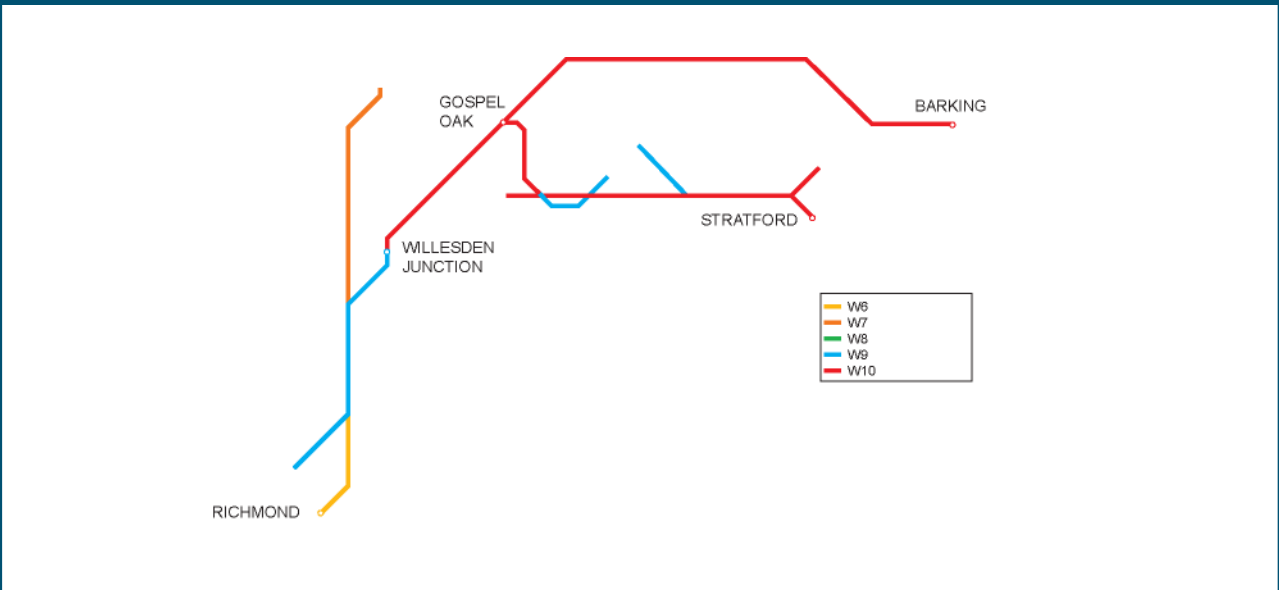 GOSPEL
OAK
BARKING
STRATFORD
WILLESDEN
JUNCTION
W6
W7
W8
W9
W10
RICHMOND